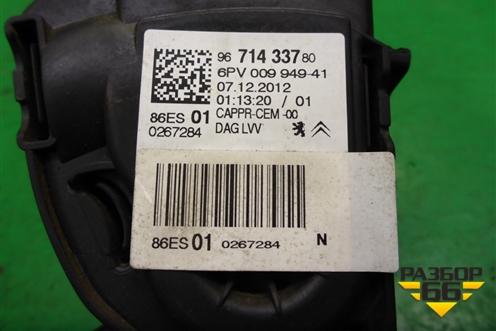 96 714 337 80
6PV 009 949-41
07.12.2012
01:13:20 / 01
86ES 01 CAPPR-CEM-00
0267284 DAG LVV
86ES 01 0267284 N
РАЗБОР
66